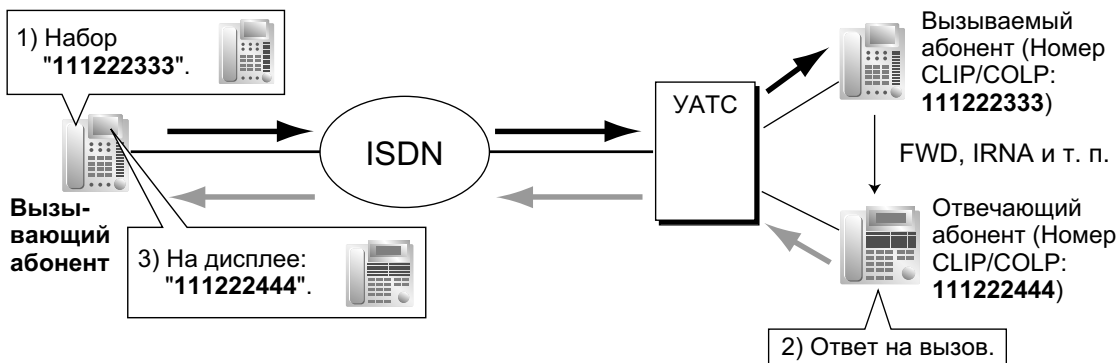 1) Набор
"111222333".
Вызы-
вающий
абонент
3) На дисплее:
"111222444".
ISDN
УАТС
Вызываемый
абонент (Номер
CLIP/COLP:
111222333)
FWD, IRNA и т. п.
Отвечающий
абонент (Номер
CLIP/COLP:
111222444)
2) Ответ на вызов.